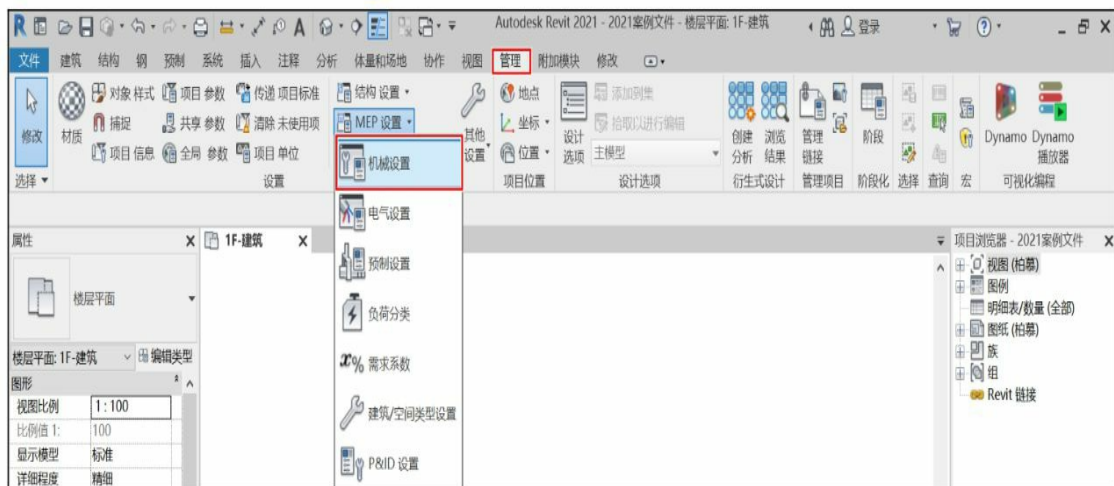 Autodesk Revit 2021 - 2021案例文件 - 楼层平面: 1F-建筑
登录
文件 建筑 结构 钢 预制 系统 插入 注释 分析 体量和场地 协作 视图 管理 附加模块 修改
修改
材质
对象 样式 项目 参数 传递 项目标准 结构 设置
捕捉 共享 参数 清除 未使用项 MEP 设置
项目 信息 全局 参数 项目 单位
其他
设置
地点
坐标
位置
设计
选项
添加到集
拾取以进行编辑
主模型
创建
分析
浏览
结果
管理
链接
阶段
Dynamo Dynamo
播放器
选择 设置 项目位置 设计选项 衍生式设计 管理项目 阶段化 选择 查询 宏 可视化编程
机械设置
电气设置
预制设置
负荷分类
x% 需求系数
建筑/空间类型设置
P&ID 设置
属性
楼层平面
楼层平面: 1F-建筑 编辑类型
图形
视图比例 1 : 100
比例值 1: 100
显示模型 标准
详细程度 精细
1F-建筑
项目浏览器 - 2021案例文件
视图 (柏慕)
图例
明细表/数量 (全部)
图纸 (柏慕)
族
组
Revit 链接